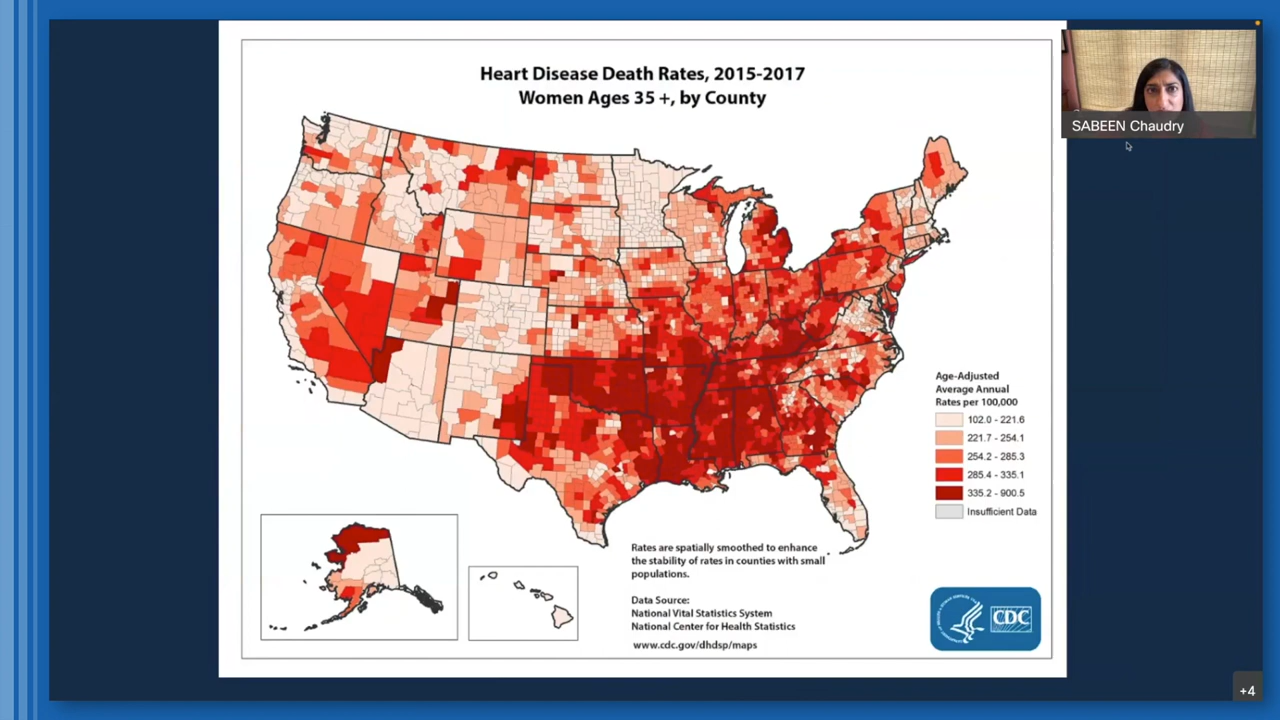 Heart Disease Death Rates, 2015-2017
Women Ages 35 +, by County
SABEEN Chaudry
Age-Adjusted
Average Annual
Rates per 100,000
102.0 - 221.6
221.7 - 254.1
254.2 - 285.3
285.4 - 335.1
335.2 - 900.5
Insufficient Data
Rates are spatially smoothed to enhance
the stability of rates in counties with small
populations.
Data Source:
National Vital Statistics System
National Center for Health Statistics
www.cdc.gov/dhdsp/maps
CDC
+4